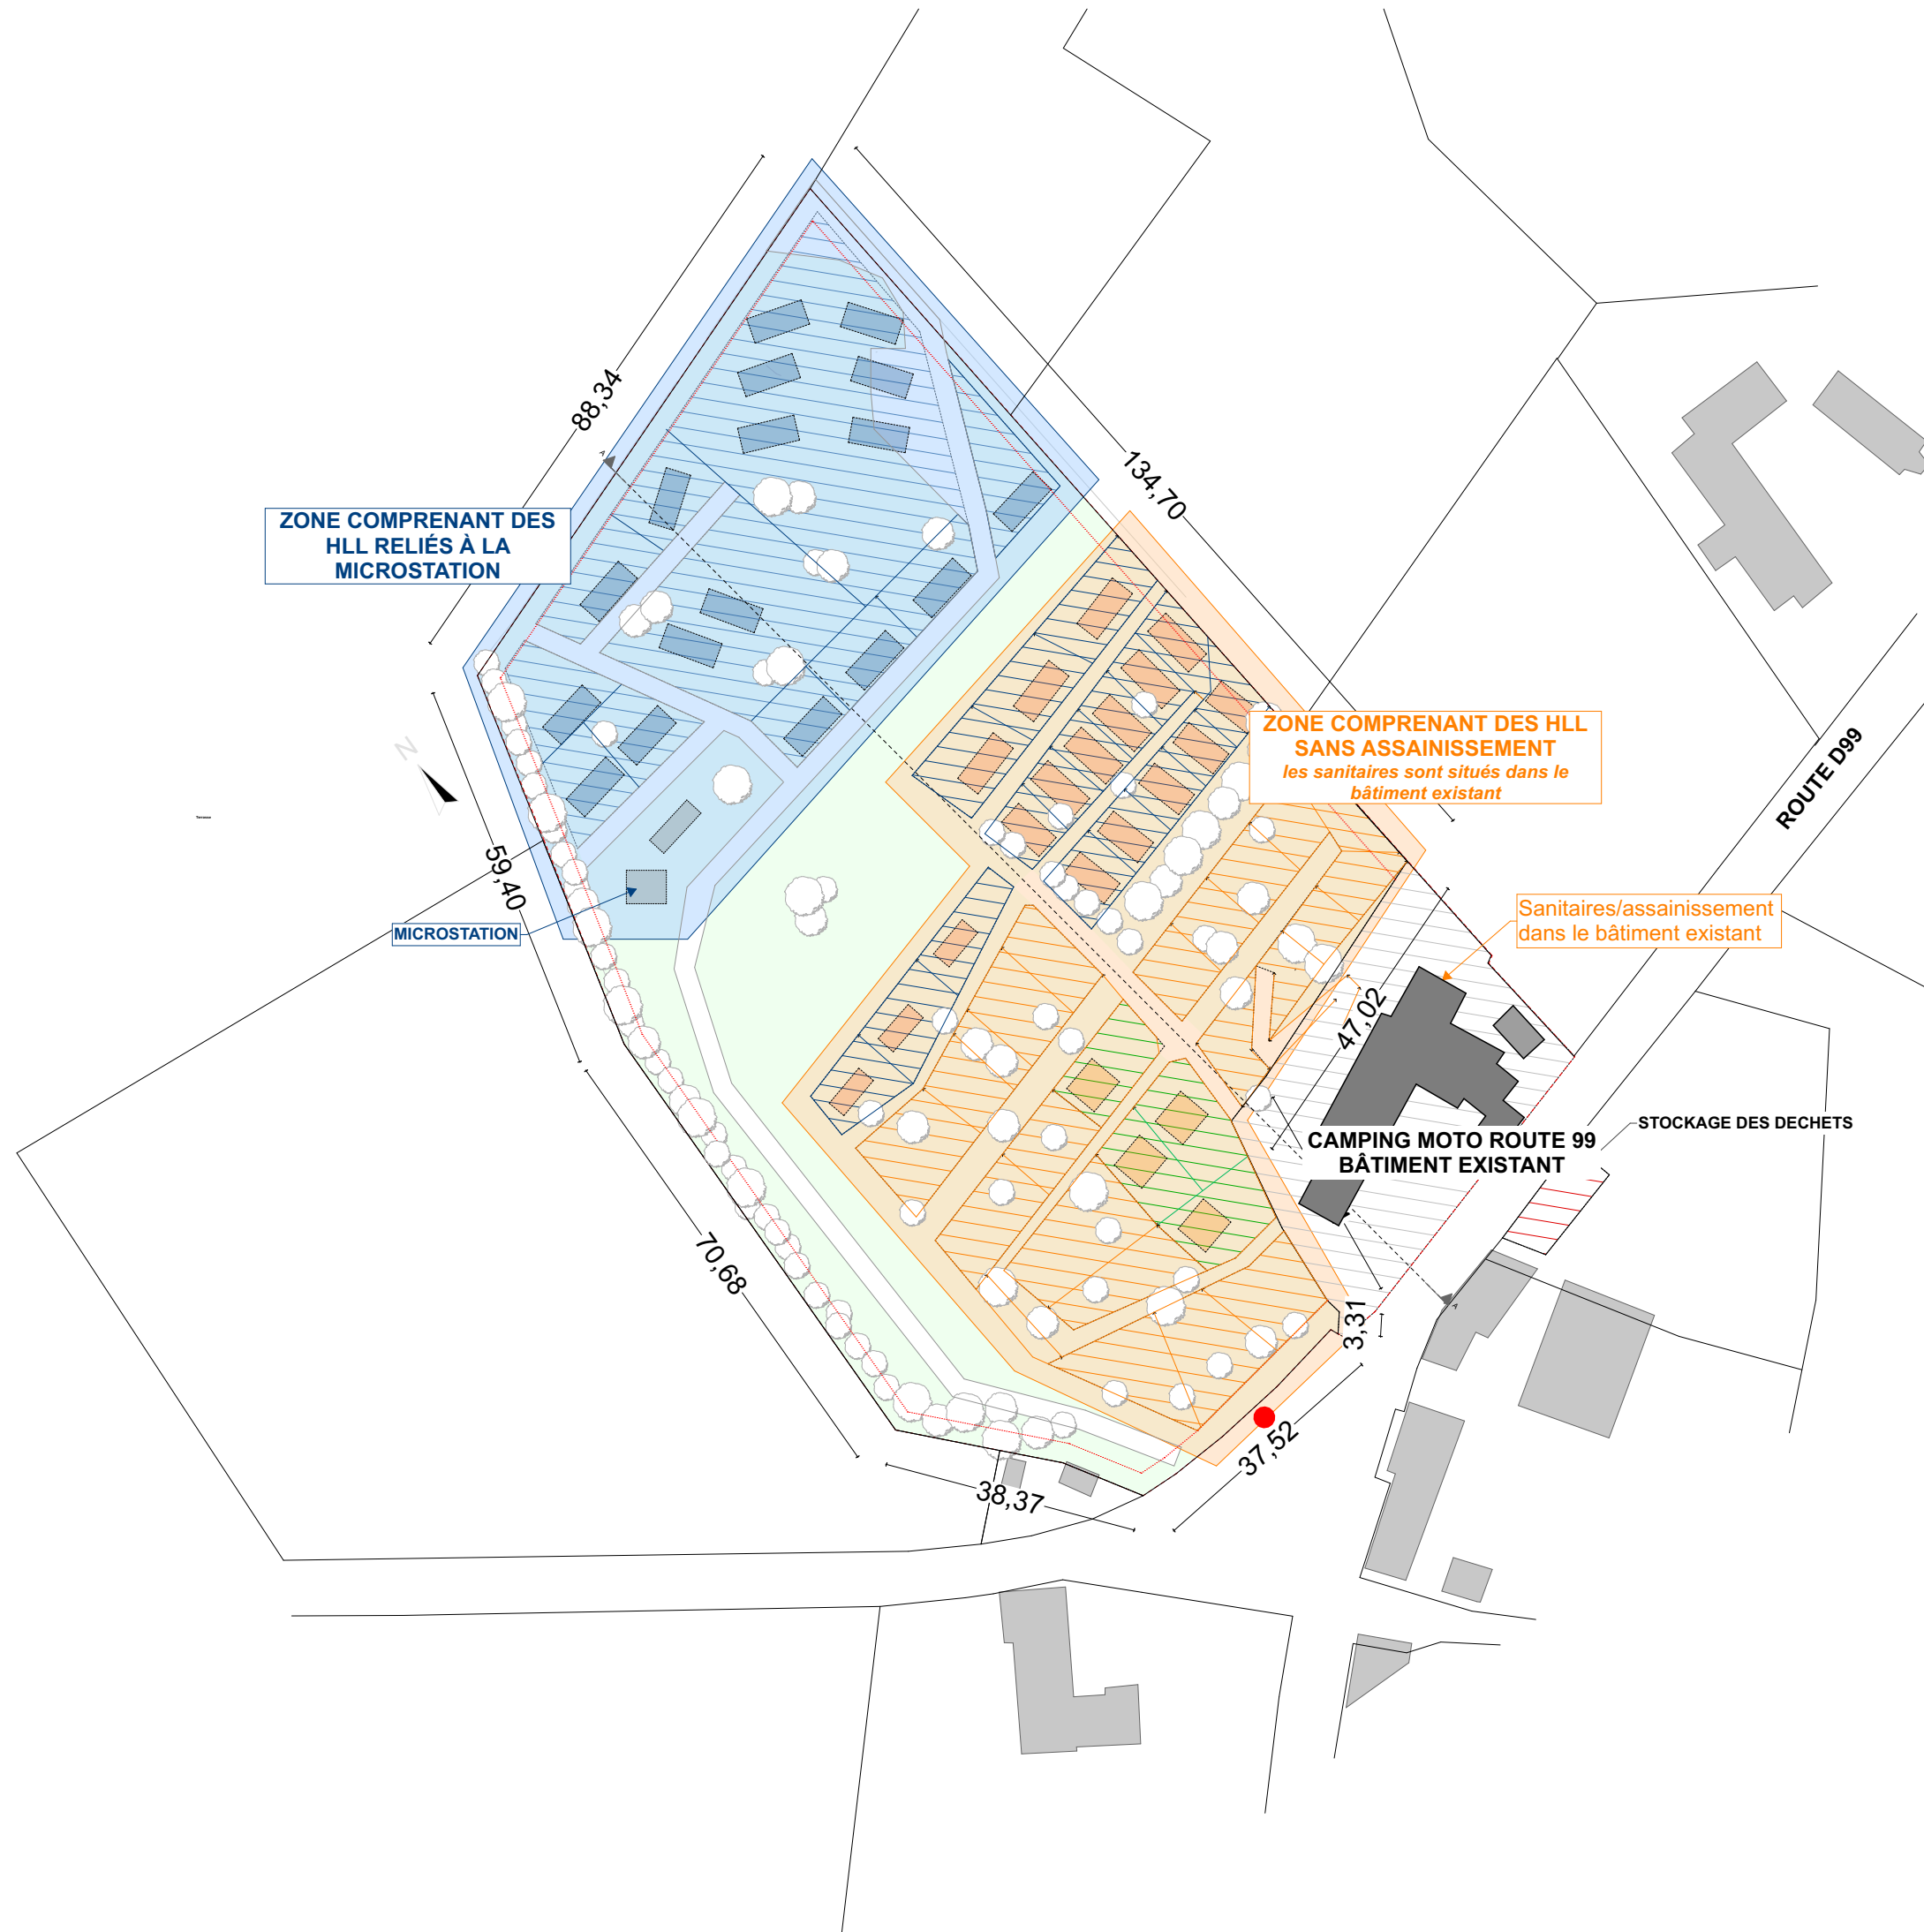 88,34
134,70
ZONE COMPRENANT DES
HLL RELIÉS À LA
MICROSTATION
A
N
ZONE COMPRENANT DES HLL
SANS ASSAINISSEMENT
les sanitaires sont situés dans le
bâtiment existant
ROUTE D99
59,40
MICROSTATION
Sanitaires/assainissement
dans le bâtiment existant
47,02
CAMPING MOTO ROUTE 99
BÂTIMENT EXISTANT
STOCKAGE DES DECHETS
70,68
A
3,31
37,52
38,37